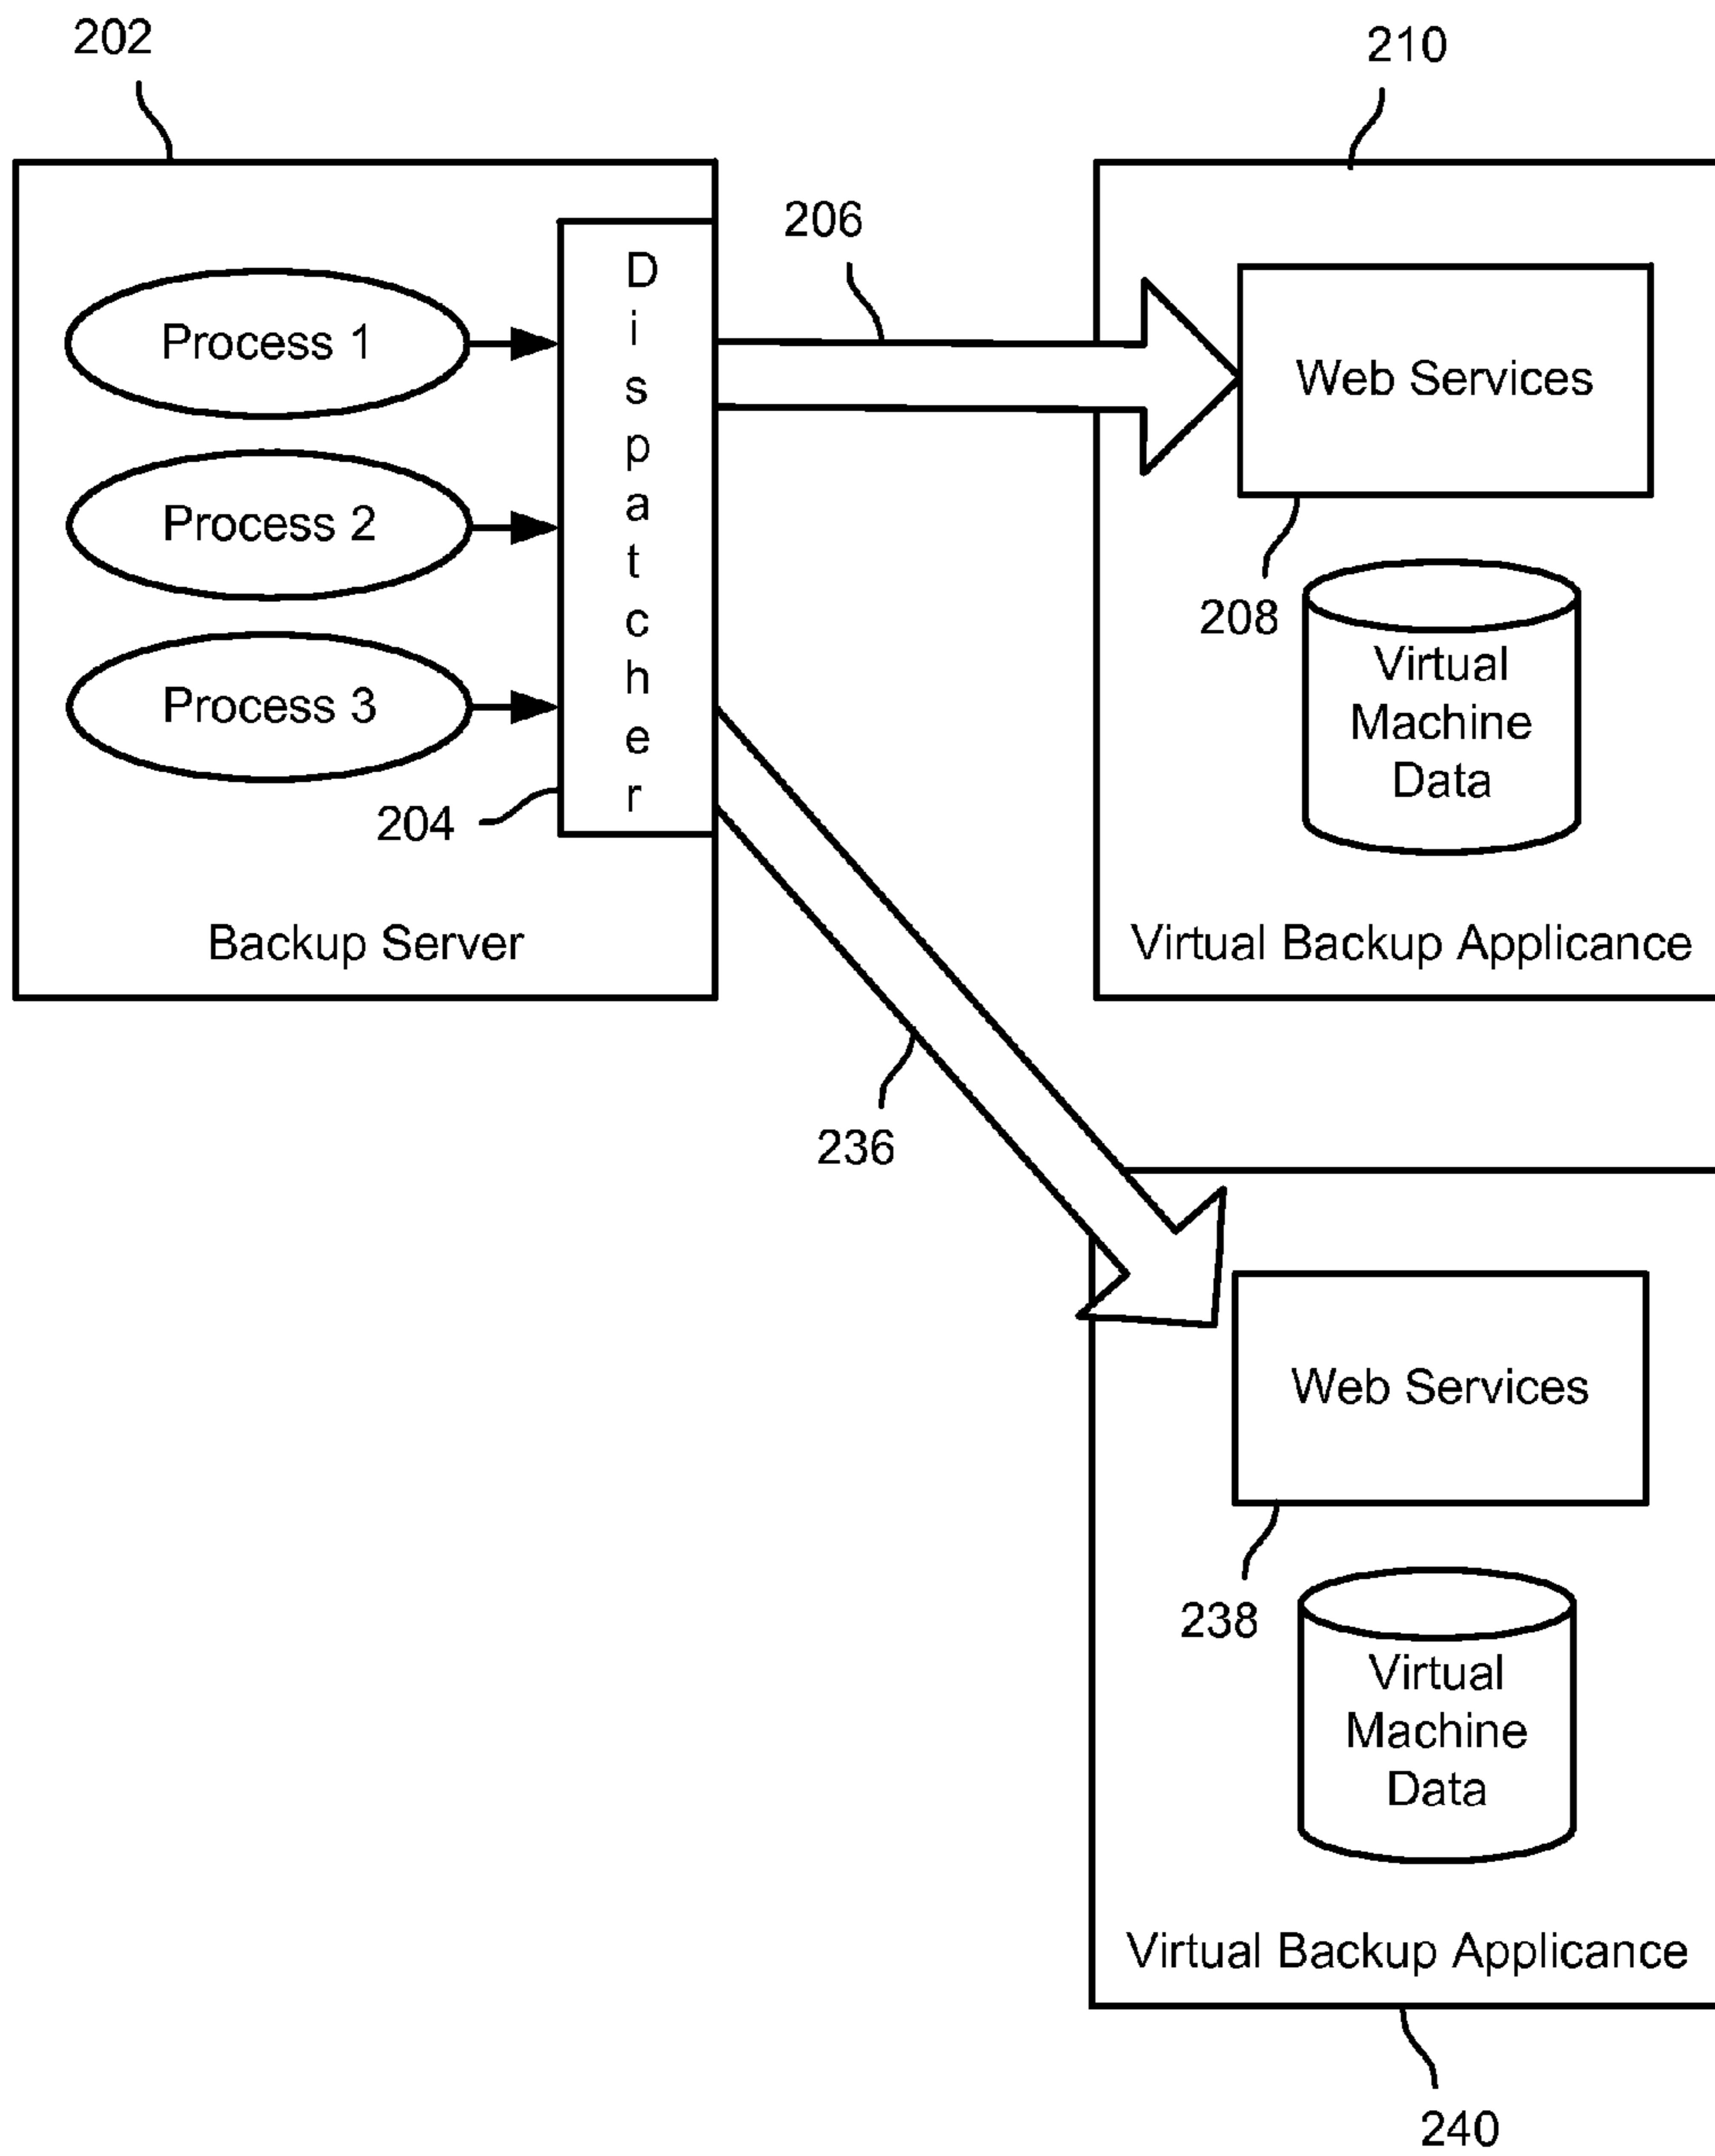 202
210
206
Process 1
Process 2
Process 3
Dispatcher
204
Backup Server
Web Services
208
Virtual
Machine
Data
Virtual Backup Applicance
236
Web Services
238
Virtual
Machine
Data
Virtual Backup Applicance
240